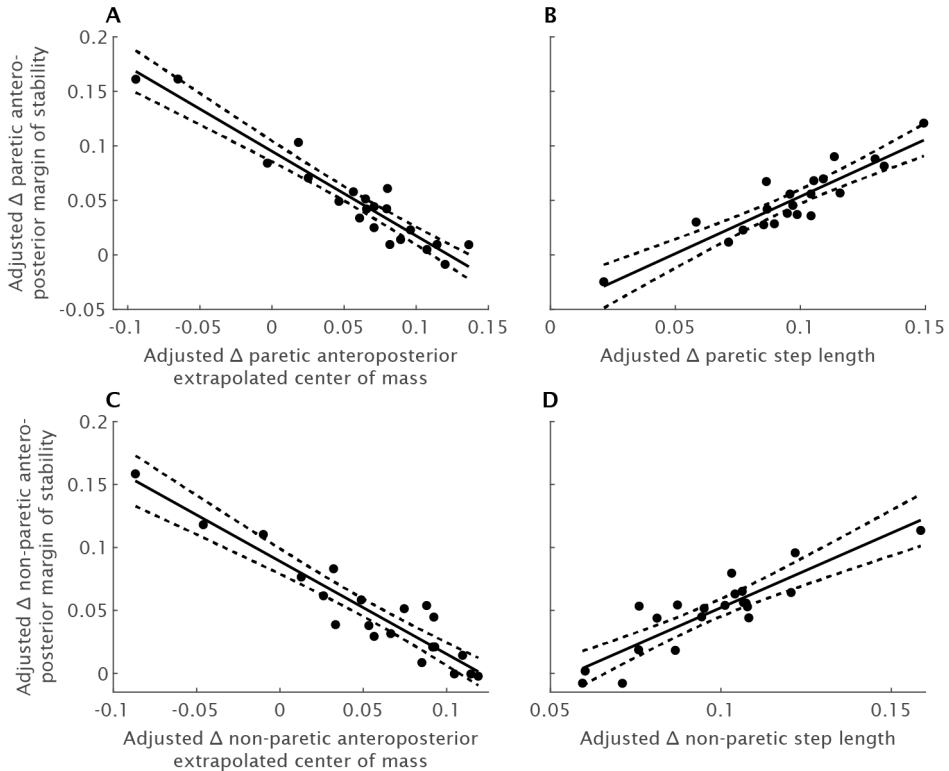 A
B
0.2
0.15
0.1
0.05
0
-0.05
Adjusted Δ paretic antero-
posterior margin of stability
-0.1
-0.05
0
0.05
0.1
0.15
Adjusted Δ paretic anteroposterior
extrapolated center of mass
0
0.05
0.1
0.15
Adjusted Δ paretic step length
C
D
0.2
0.15
0.1
0.05
0
Adjusted Δ non-paretic antero-
posterior margin of stability
-0.1
-0.05
0
0.05
0.1
Adjusted Δ non-paretic anteroposterior
extrapolated center of mass
0.05
0.1
0.15
Adjusted Δ non-paretic step length